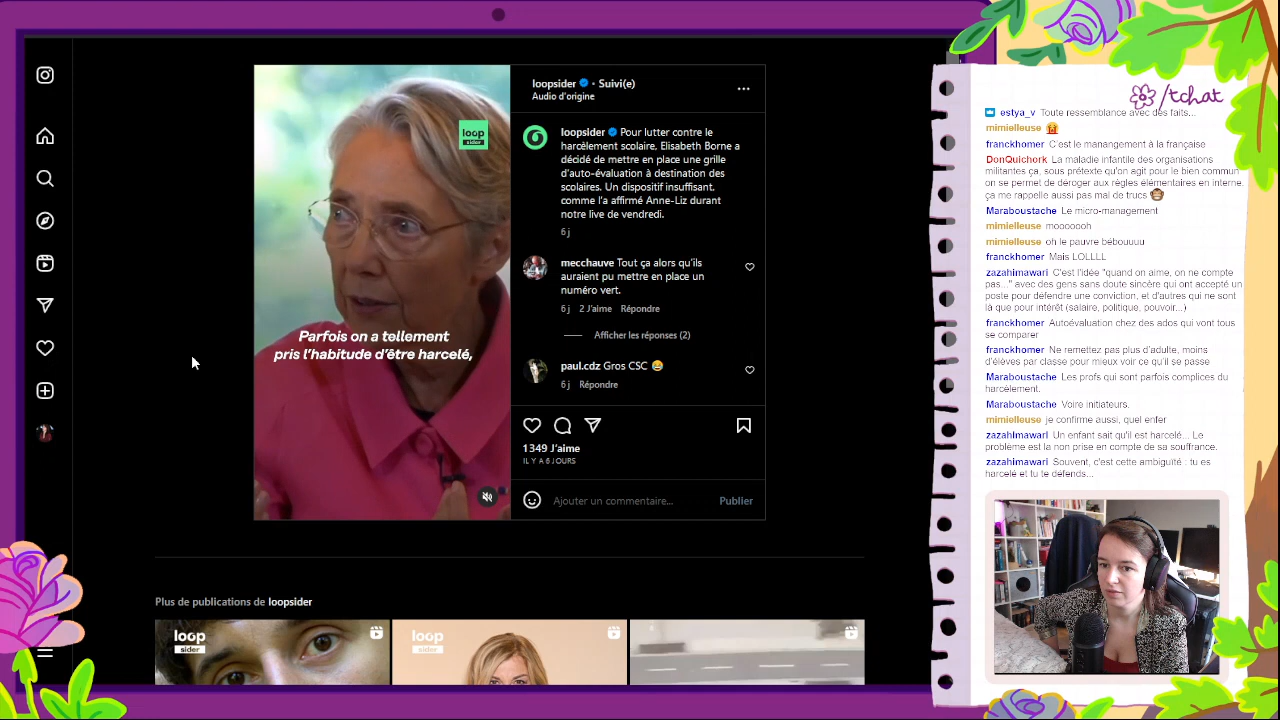 loopsider • Suivi(e)
Audio d'origine
loop
sider
loopsider Pour lutter contre le
harcèlement scolaire, Elisabeth Borne a
décidé de mettre en place une grille
d'auto-évaluation à destination des
scolaires. Un dispositif insuffisant,
comme l'a affirmé Anne-Liz durant
notre live de vendredi.
6 j
mecchauve Tout ça alors qu'ils
auraient pu mettre en place un
numéro vert.
6 j 2 J'aime Répondre
Afficher les réponses (2)
Parfois on a tellement
pris l'habitude d'être harcelé,
paul.cdz Gros CSC 😂
6 j Répondre
1 349 J'aime
IL Y A 6 JOURS
Ajouter un commentaire... Publier
Plus de publications de loopsider
loop
sider
loop
sider
/tchat
estya_v Toute ressemblance avec des faits...
mimielleuse
franckhomer C'est le manangement à la française
DonQuichork La maladie infantile des organisations
militantes ça, sous prétexte qu'on agit pour le bien commun
on se permet de déroger aux règles élémentaires en interne,
ça me rappelle aussi pas mal de trucs
Maraboustache Le micro-management
mimielleuse mooooooh
mimielleuse oh le pauvre bébouuuu
franckhomer Mais LOLLLL
zazahimawari C'est l'idée "quand on aime, on ne compte
pas..." avec des gens sans doute sincère qui ont accepté un
poste pour défendre une conviction, et d'autres qui ne sont
là que pour intérêt (salaire, politique, pouvoir...)
franckhomer Autoévaluation chez des ados qui vont tous
se comparer
franckhomer Ne remettez pas plus d'adulte, moins
d'élèves par classe pour mieux voir ce qu'il se passe
Maraboustache Les profs qui sont parfois complices du
harcèlement.
Maraboustache Voire initiateurs.
mimielleuse je confirme aussi, quel enfer
zazahimawari Un enfant sait qu'il est harcelé... Le
problème est la non prise en compte de sa souffrance.
zazahimawari Souvent, c'est cette ambiguïté : tu es
harcelé et tu te défends...